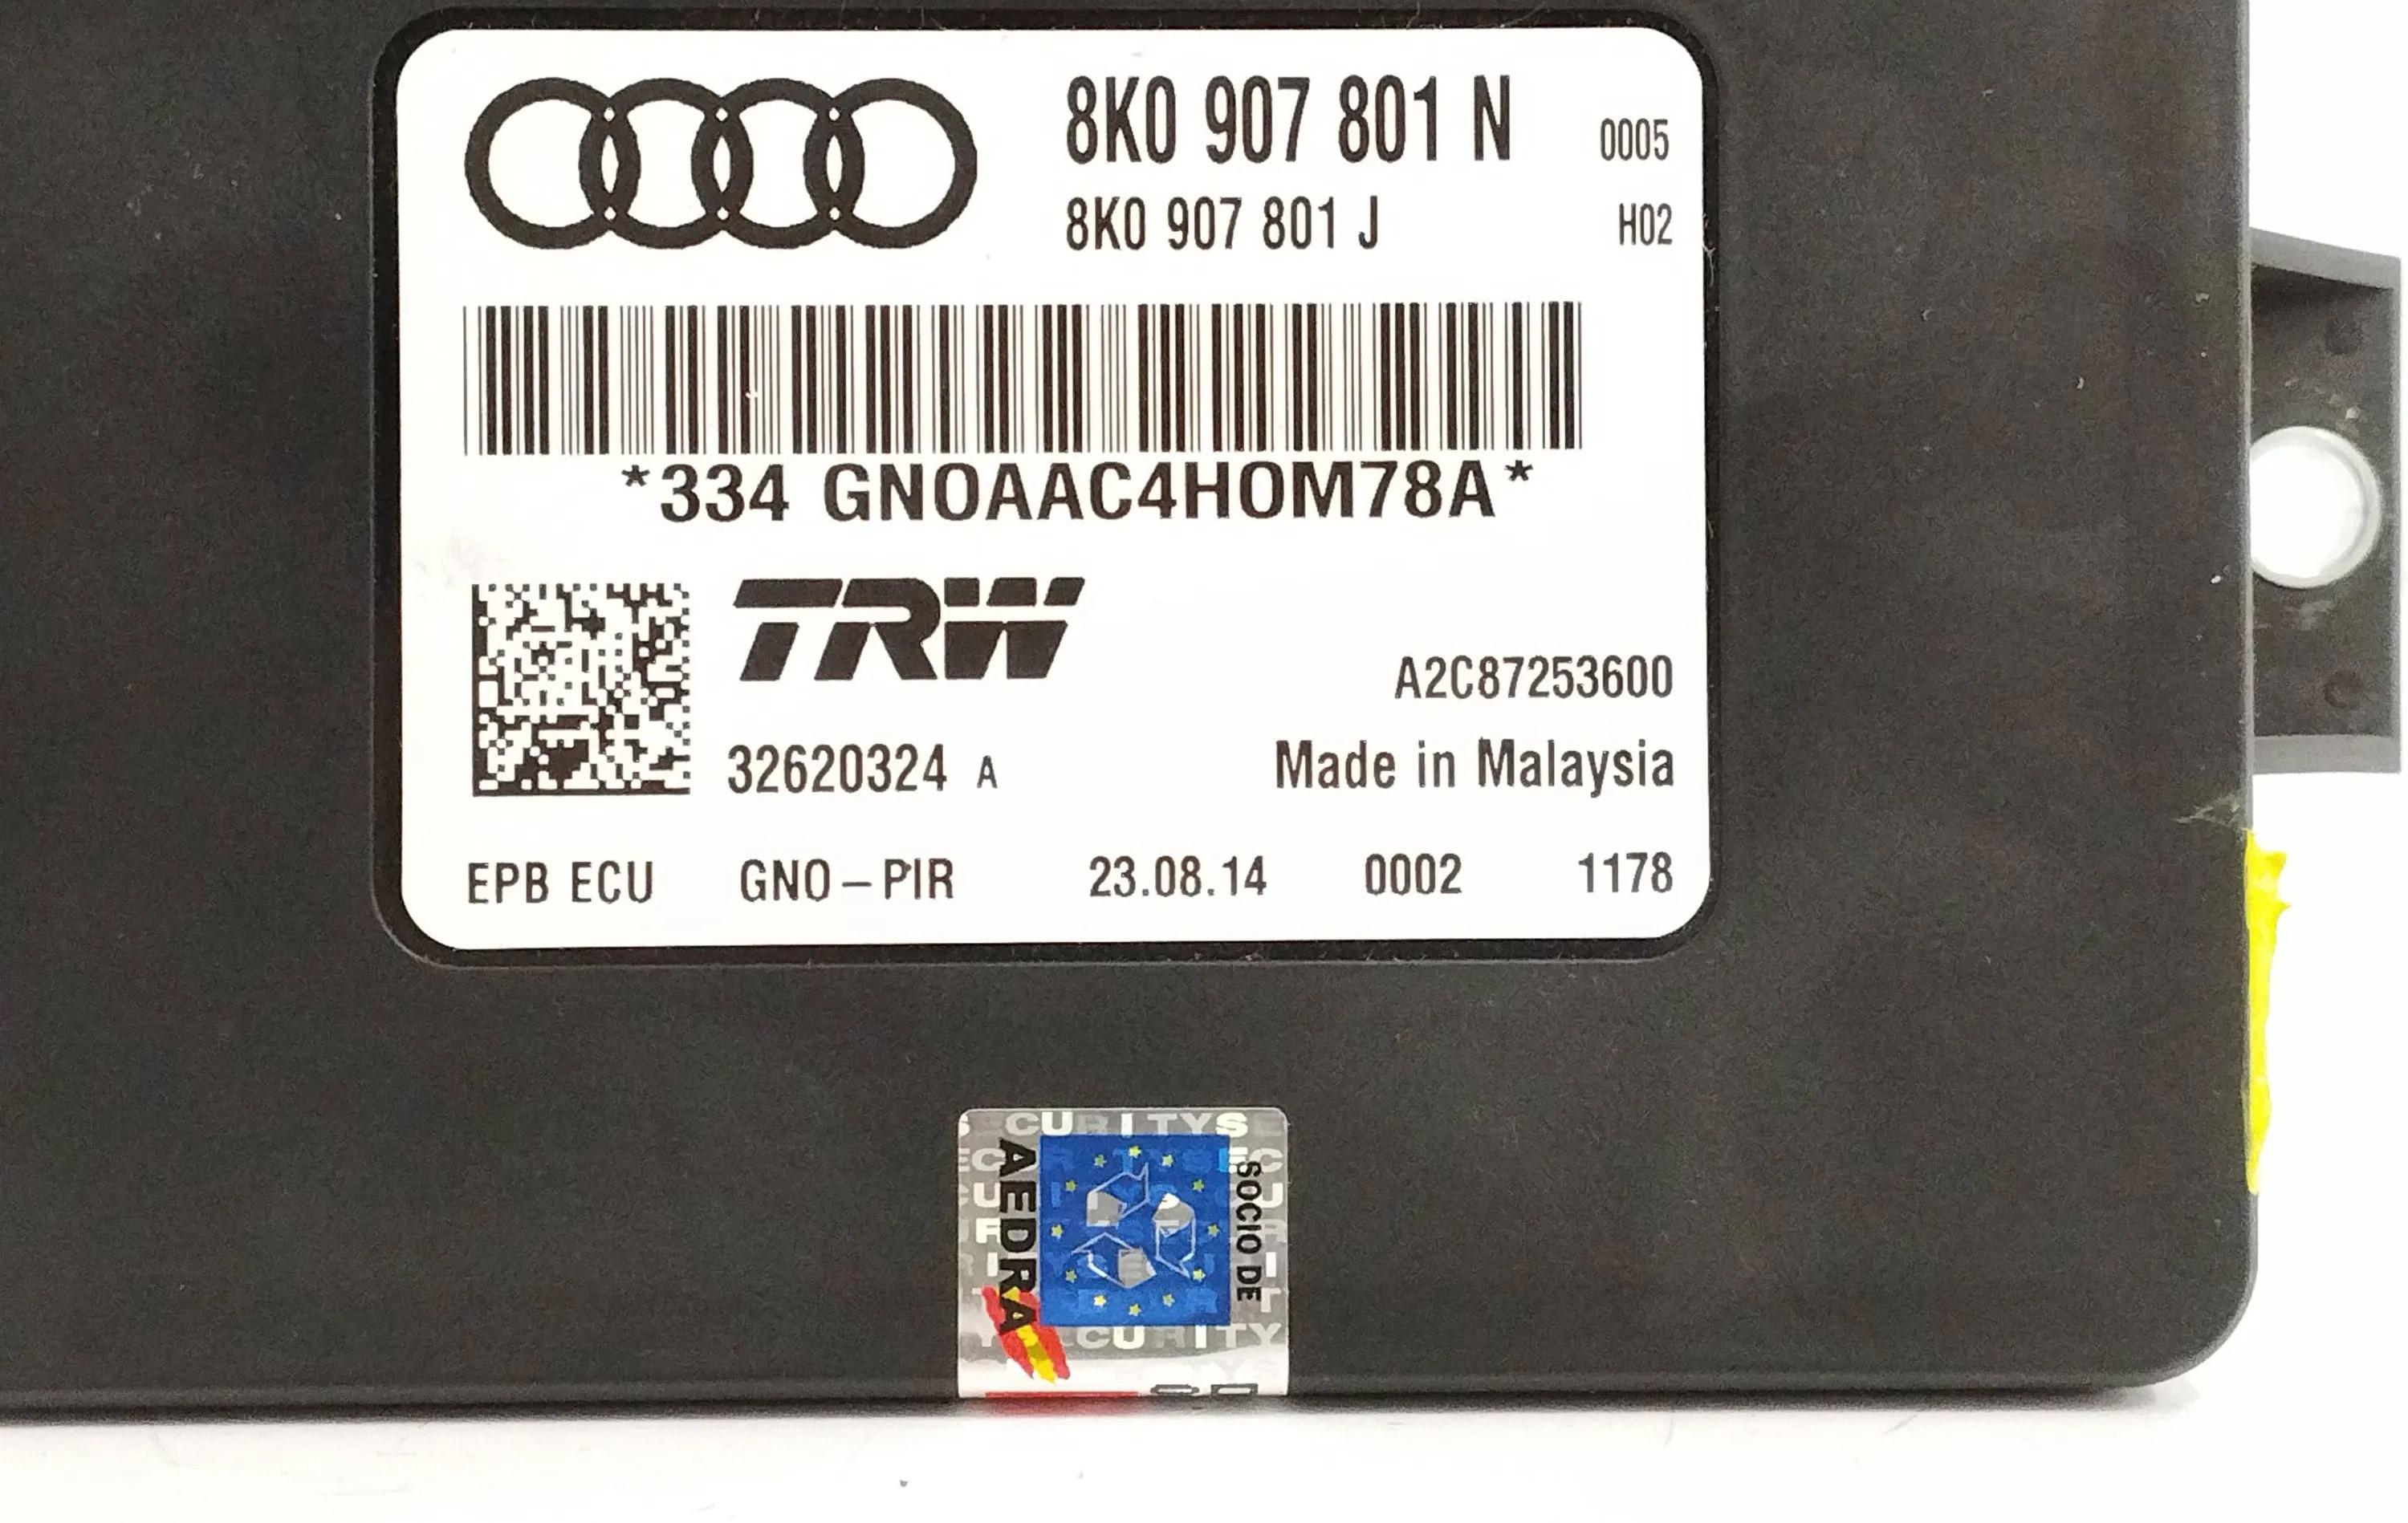 8K0 907 801 N 0005
8K0 907 801 J H02
*334 GNOAAC4HOM78A*
TRW
A2C87253600
32620324 A Made in Malaysia
EPB ECU GNO-PIR 23.08.14 0002 1178
SECURITYSE
AEDRA
SOCIO DE